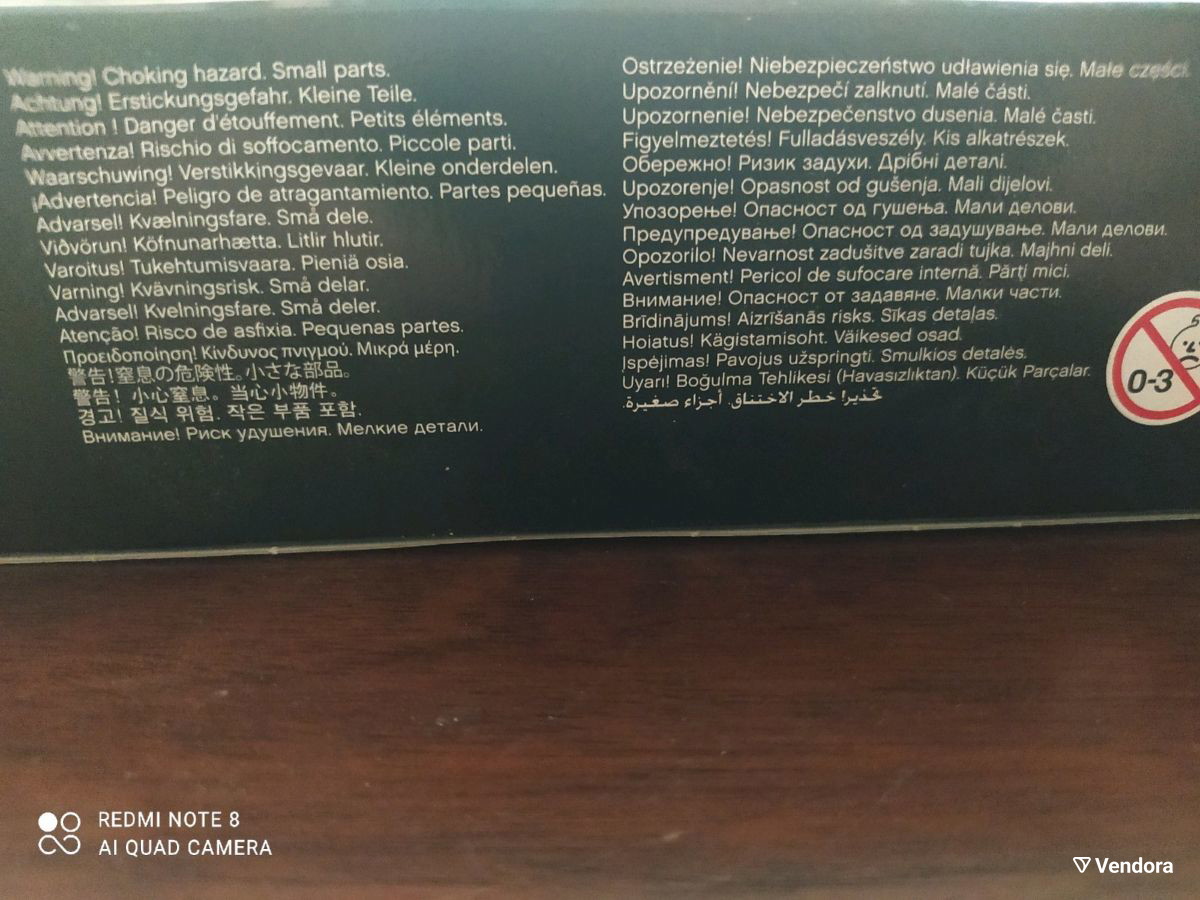 Warning! Choking hazard. Small parts.
Achtung! Erstickungsgefahr. Kleine Teile.
Attention ! Danger d'étouffement. Petits éléments.
Avvertenza! Rischio di soffocamento. Piccole parti.
Waarschuwing! Verstikkingsgevaar. Kleine onderdelen.
¡Advertencia! Peligro de atragantamiento. Partes pequeñas.
Advarsel! Kvælningsfare. Små dele.
Viðvörun! Köfnunarhætta. Litlir hlutir.
Varoitus! Tukehtumisvaara. Pieniä osia.
Varning! Kvävningsrisk. Små delar.
Advarsel! Kvelningsfare. Små deler.
Atenção! Risco de asfixia. Pequenas partes.
Προειδοποίηση! Κίνδυνος πνιγμού. Μικρά μέρη.
警告!窒息の危険性。小さな部品。
警告! 小心窒息。当心小物件。
경고! 질식 위험. 작은 부품 포함.
Внимание! Риск удушения. Мелкие детали.
Ostrzeżenie! Niebezpieczeństwo udławienia się. Małe części.
Upozornění! Nebezpečí zalknutí. Malé části.
Upozornenie! Nebezpečenstvo dusenia. Malé časti.
Figyelmeztetés! Fulladásveszély. Kis alkatrészek.
Обережно! Ризик задухи. Дрібні деталі.
Upozorenje! Opasnost od gušenja. Mali dijelovi.
Упозорење! Опасност од гушења. Мали делови.
Предупредување! Опасност од задушување. Мали делови.
Opozorilo! Nevarnost zadušitve zaradi tujka. Majhni deli.
Avertisment! Pericol de sufocare internă. Părți mici.
Внимание! Опасност от задавяне. Малки части.
Brīdinājums! Aizrīšanās risks. Sīkas detaļas.
Hoiatus! Kägistamisoht. Väikesed osad.
Įspėjimas! Pavojus užspringti. Smulkios detalės.
Uyarı! Boğulma Tehlikesi (Havasızlıktan). Küçük Parçalar.
تحذير! خطر الاختناق. أجزاء صغيرة.
0-3
REDMI NOTE 8
AI QUAD CAMERA
Vendora